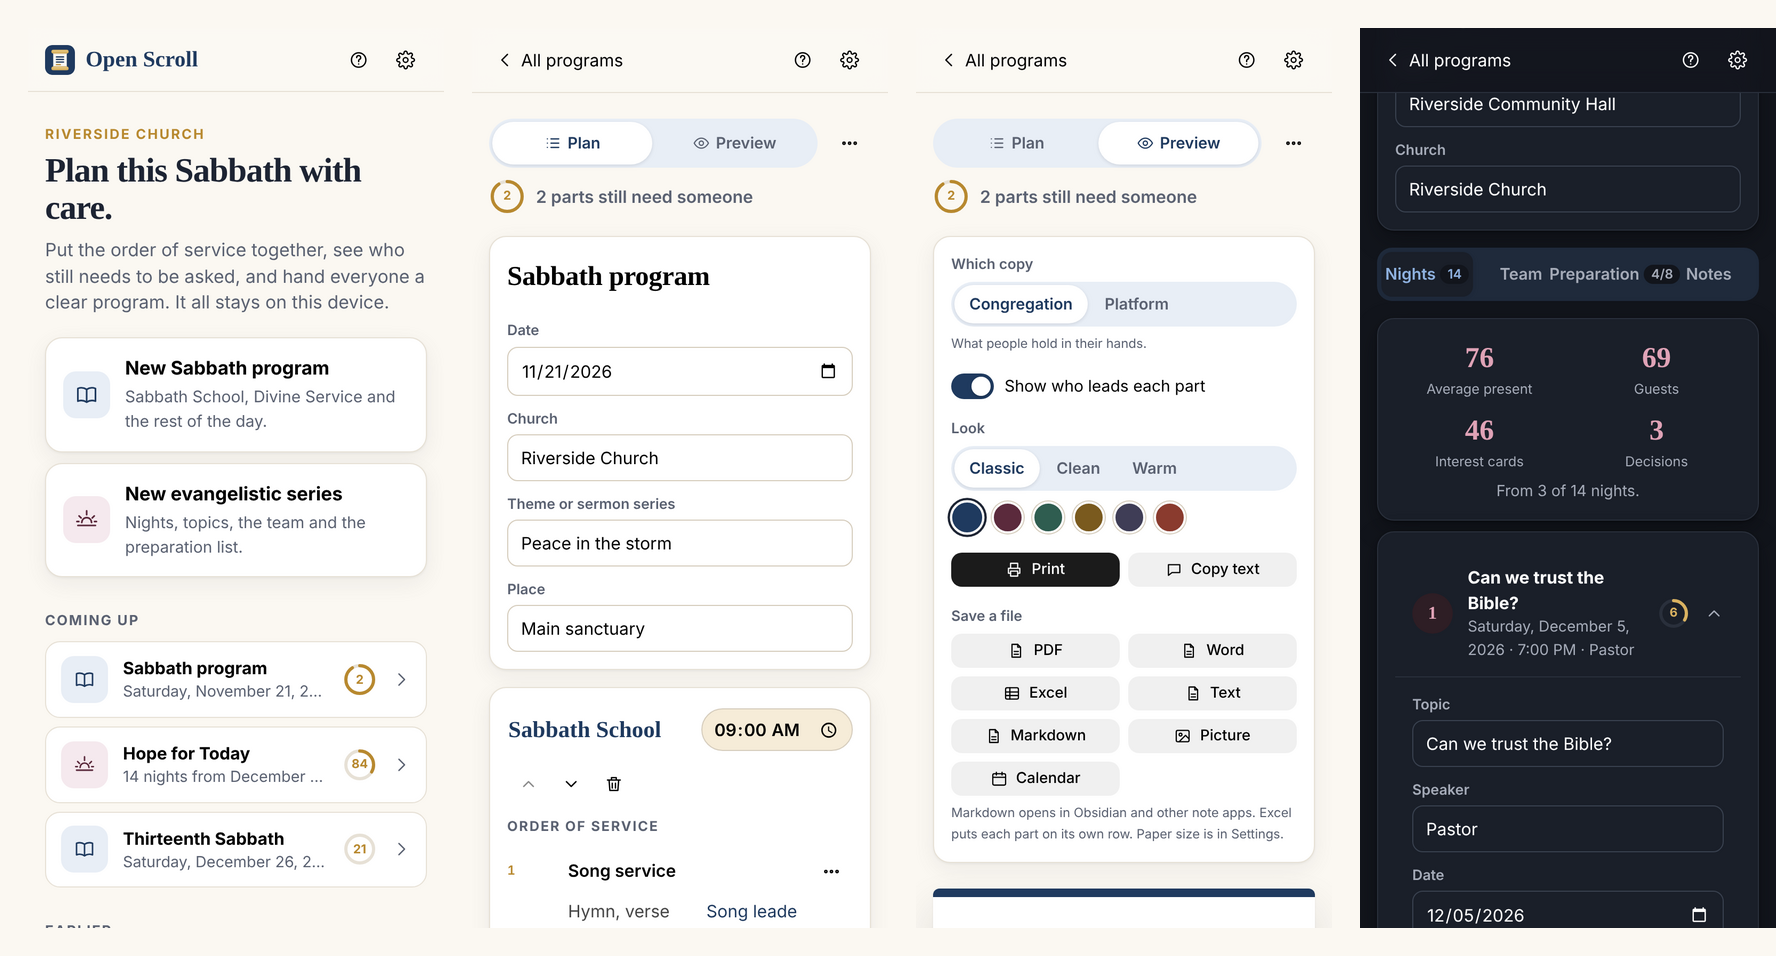 Open Scroll
RIVERSIDE CHURCH
Plan this Sabbath with
care.
Put the order of service together, see who
still needs to be asked, and hand everyone a
clear program. It all stays on this device.
New Sabbath program
Sabbath School, Divine Service and
the rest of the day.
New evangelistic series
Nights, topics, the team and the
preparation list.
COMING UP
Sabbath program
Saturday, November 21, 2...
2
Hope for Today
14 nights from December ...
84
Thirteenth Sabbath
Saturday, December 26, 2...
21
All programs
Plan
Preview
2
2 parts still need someone
Sabbath program
Date
11/21/2026
Church
Riverside Church
Theme or sermon series
Peace in the storm
Place
Main sanctuary
Sabbath School
09:00 AM
ORDER OF SERVICE
1
Song service
Hymn, verse
Song leade
All programs
Plan
Preview
2
2 parts still need someone
Which copy
Congregation
Platform
What people hold in their hands.
Show who leads each part
Look
Classic
Clean
Warm
Print
Copy text
Save a file
PDF
Word
Excel
Text
Markdown
Picture
Calendar
Markdown opens in Obsidian and other note apps. Excel
puts each part on its own row. Paper size is in Settings.
All programs
Riverside Community Hall
Church
Riverside Church
Nights 14
Team
Preparation 4/8
Notes
76
Average present
69
Guests
46
Interest cards
3
Decisions
From 3 of 14 nights.
1
Can we trust the
Bible?
Saturday, December 5,
2026 · 7:00 PM · Pastor
6
Topic
Can we trust the Bible?
Speaker
Pastor
Date
12/05/2026